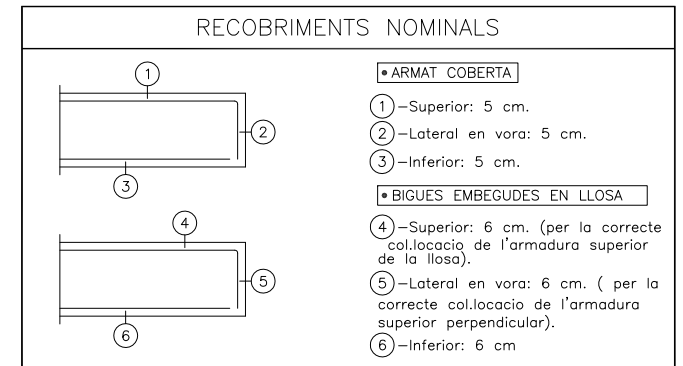 RECOBRIMENTS NOMINALS
1
2
3
• ARMAT COBERTA
1 -Superior: 5 cm.
2 -Lateral en vora: 5 cm.
3 -Inferior: 5 cm.
4
5
6
• BIGUES EMBEGUDES EN LLOSA
4 -Superior: 6 cm. (per la correcte
col.locacio de l'armadura superior
de la llosa).
5 -Lateral en vora: 6 cm. ( per la
correcte col.locacio de l'armadura
superior perpendicular).
6 -Inferior: 6 cm